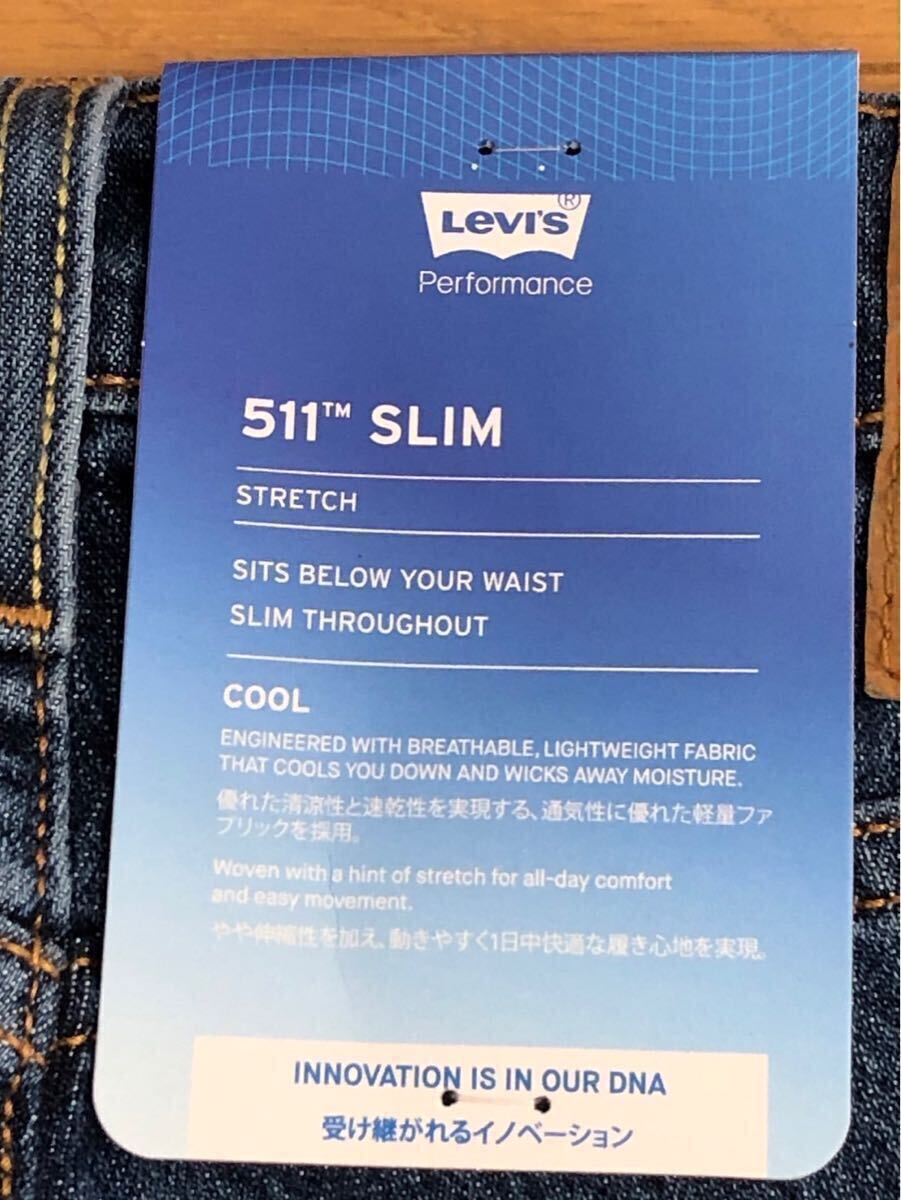 Levi's®
Performance
511™ SLIM
STRETCH
SITS BELOW YOUR WAIST
SLIM THROUGHOUT
COOL
ENGINEERED WITH BREATHABLE, LIGHTWEIGHT FABRIC
THAT COOLS YOU DOWN AND WICKS AWAY MOISTURE.
優れた清涼性と速乾性を実現する、通気性に優れた軽量ファ
ブリックを採用。
Woven with a hint of stretch for all-day comfort
and easy movement.
やや伸縮性を加え、動きやすく1日中快適な履き心地を実現。
INNOVATION IS IN OUR DNA
受け継がれるイノベーション